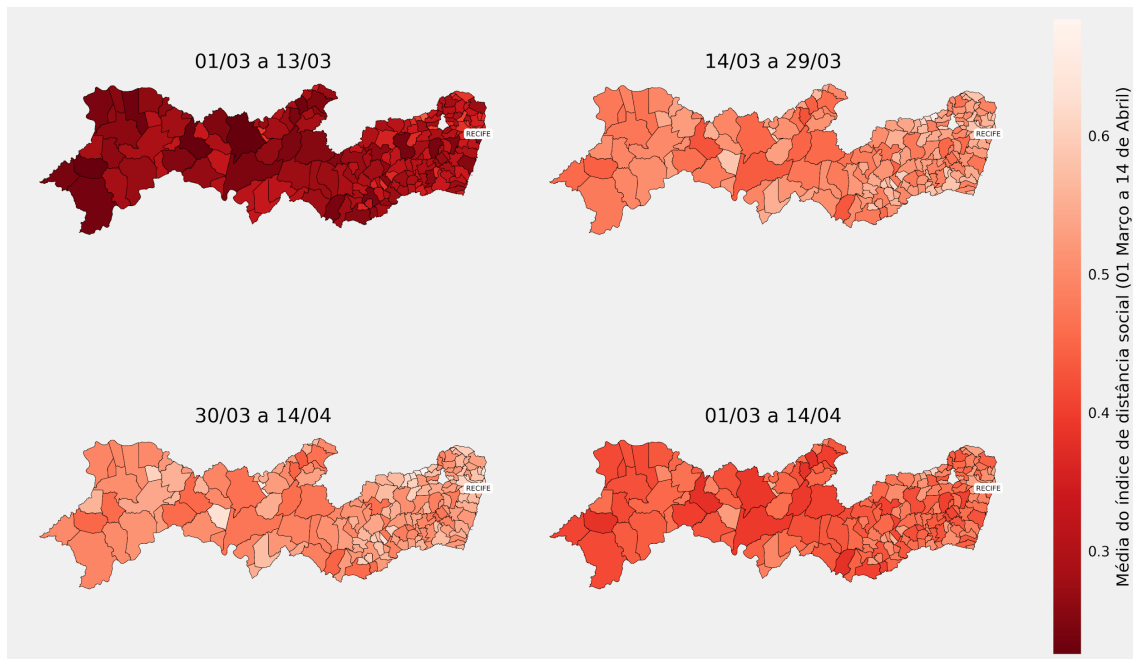 01/03 a 13/03
14/03 a 29/03
RECIFE
RECIFE
30/03 a 14/04
01/03 a 14/04
RECIFE
RECIFE
0.6
0.5
0.4
0.3
Média do índice de distância social (01 Março a 14 de Abril)